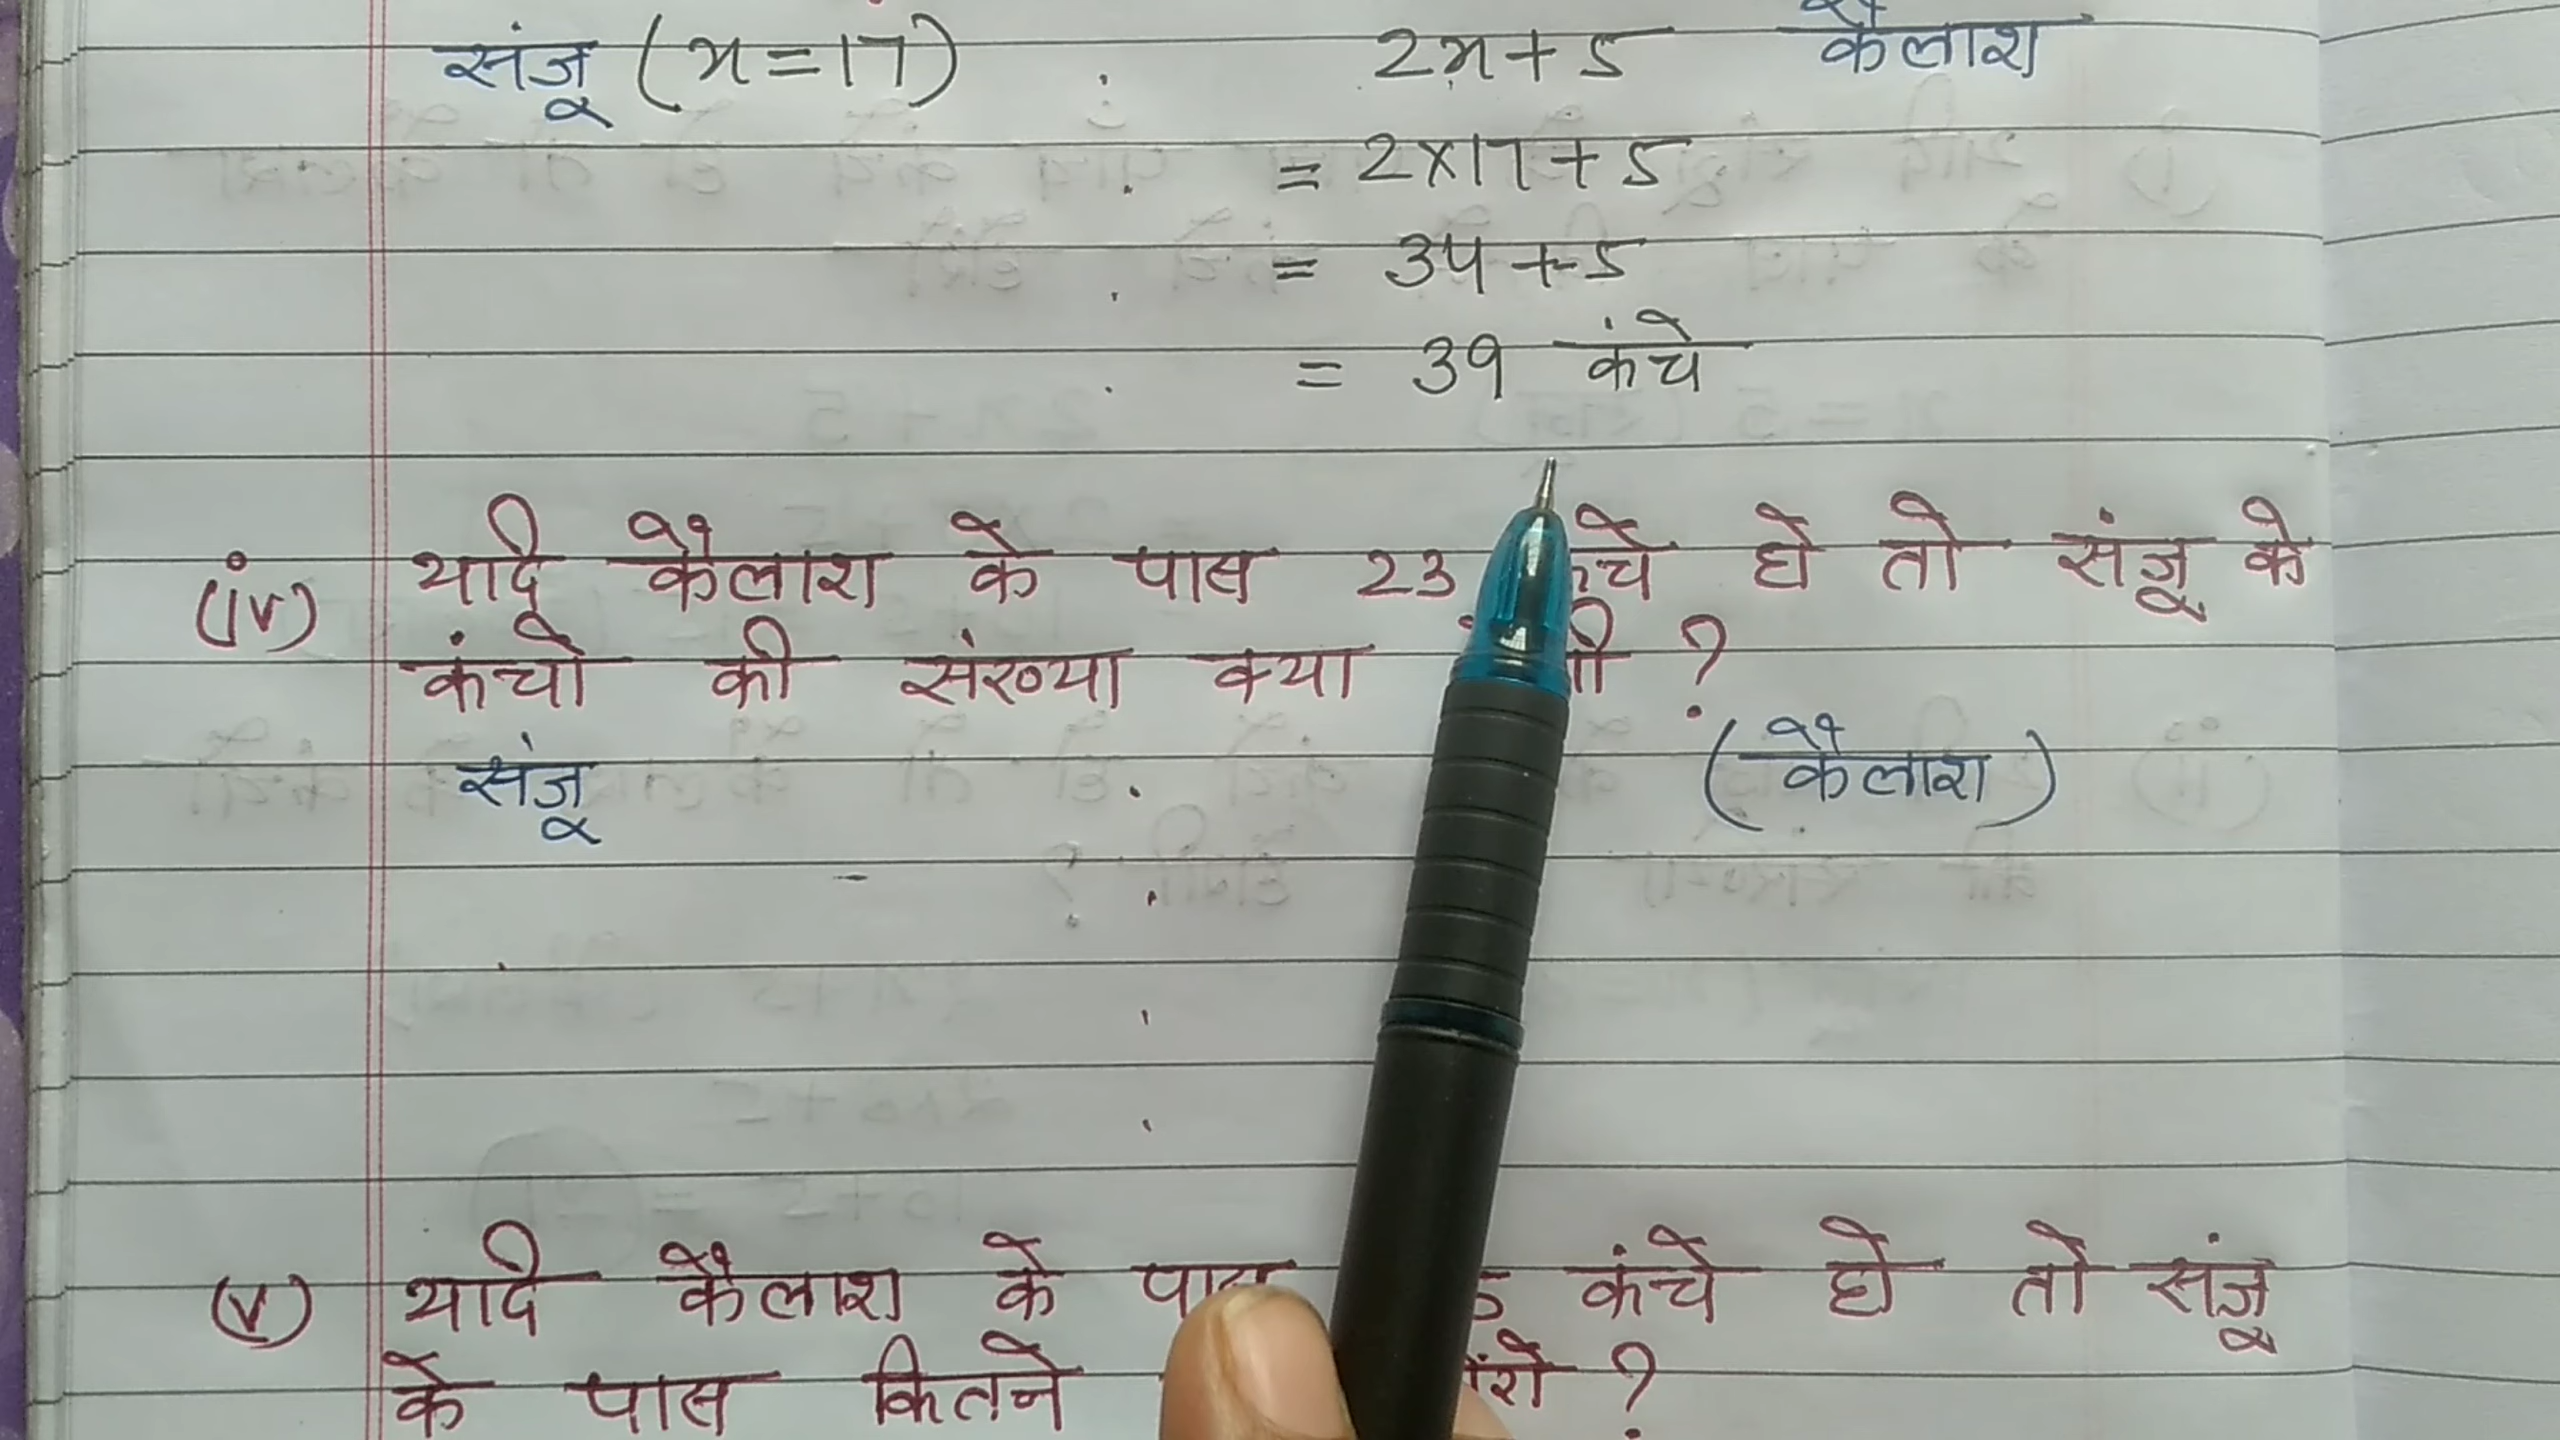 संजू (x=17) 2x+5 कैलाश
= 2×17+5
= 34+5
= 39 कंचे
(iv) यदि कैलाश के पास 23 कंचे हो तो संजू के
कंचो की संख्या क्या ?
संजू (कैलाश)
(v) यदि कैलाश के पास कंचे हो तो संजू
के पास कितने ?